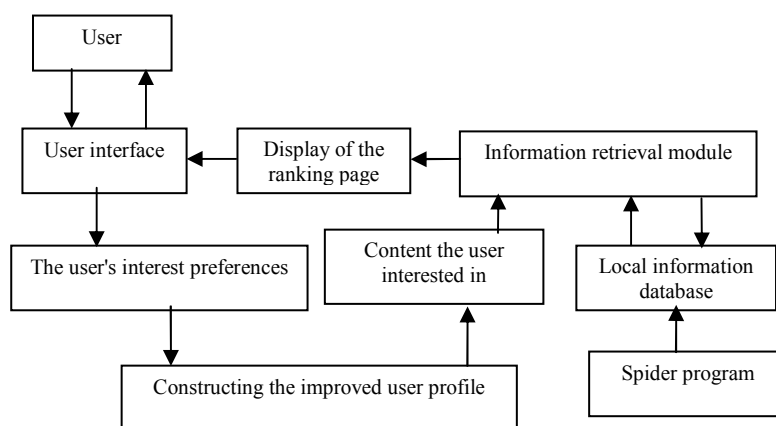 User
User interface
Display of the
ranking page
Information retrieval module
The user's interest preferences
Content the user
interested in
Local information
database
Constructing the improved user profile
Spider program